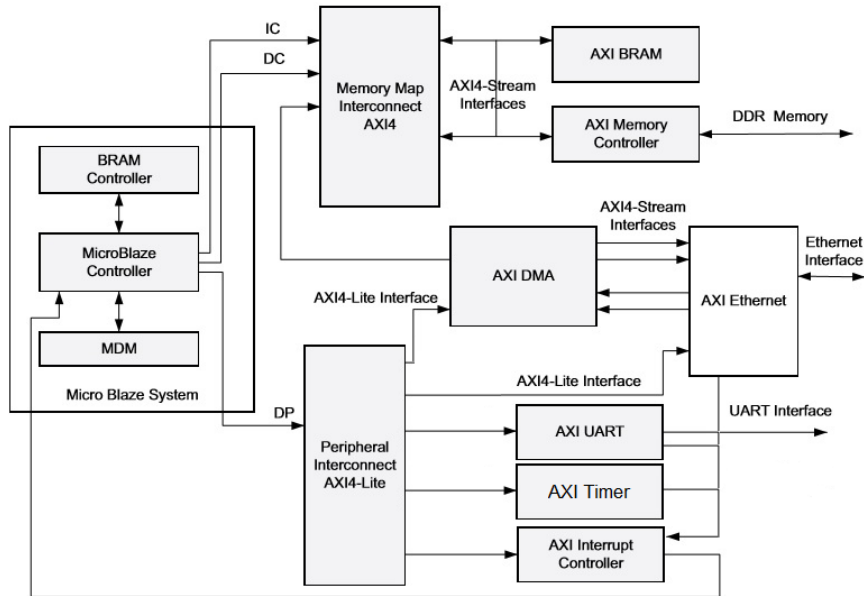 IC
DC
Memory Map
Interconnect
AXI4
AXI4-Stream
Interfaces
AXI BRAM
AXI Memory
Controller
DDR Memory
BRAM
Controller
MicroBlaze
Controller
MDM
Micro Blaze System
AXI4-Stream
Interfaces
AXI DMA
AXI Ethernet
Ethernet
Interface
AXI4-Lite Interface
AXI4-Lite Interface
DP
Peripheral
Interconnect
AXI4-Lite
AXI UART
UART Interface
AXI Timer
AXI Interrupt
Controller